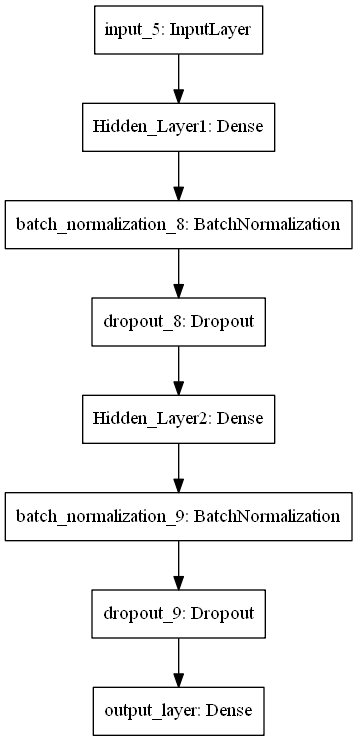 input_5: InputLayer
Hidden_Layer1: Dense
batch_normalization_8: BatchNormalization
dropout_8: Dropout
Hidden_Layer2: Dense
batch_normalization_9: BatchNormalization
dropout_9: Dropout
output_layer: Dense